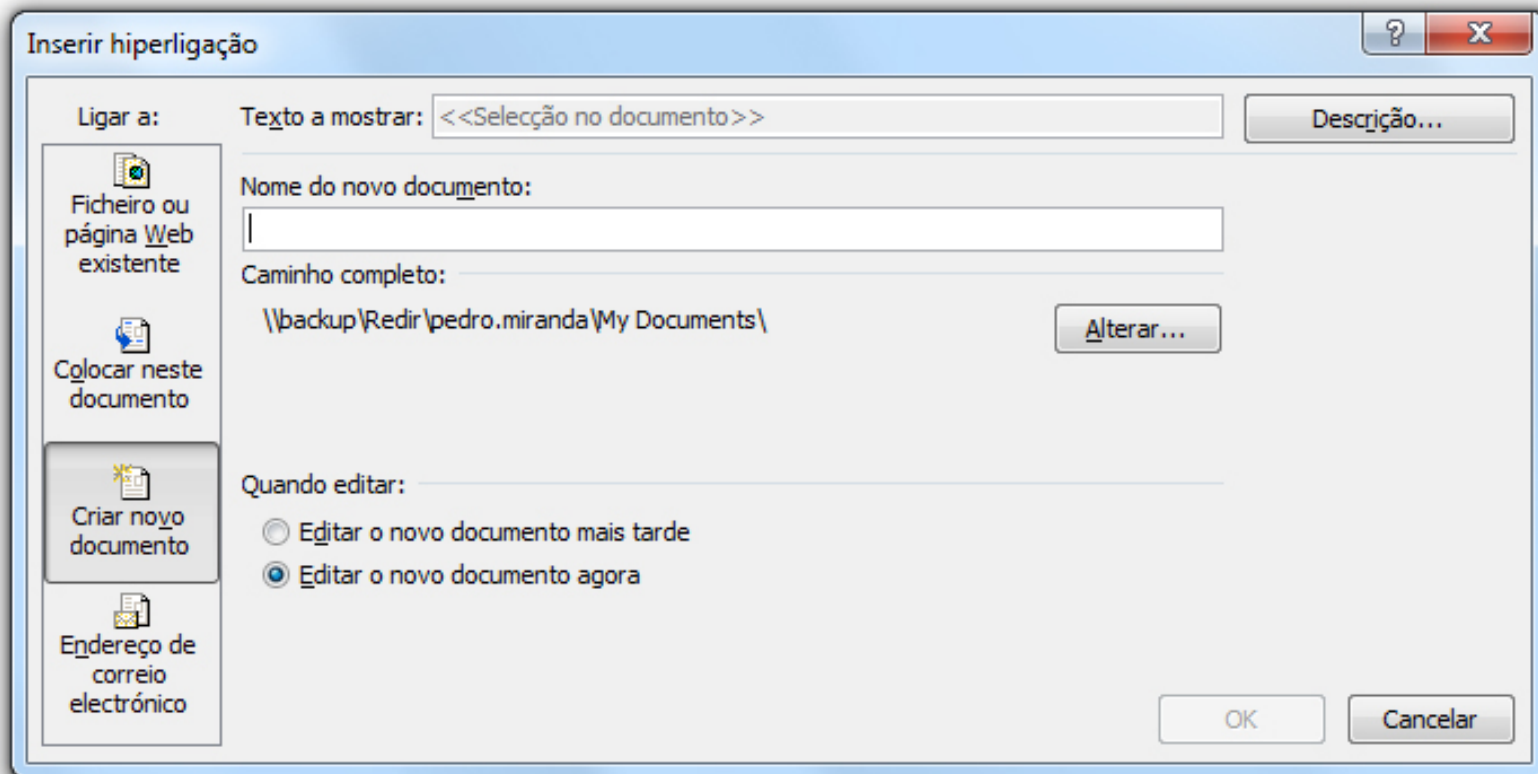 Inserir hiperligação
Ligar a:
Texto a mostrar:
<<Selecção no documento>>
Descrição...
Ficheiro ou
página Web
existente
Colocar neste
documento
Criar novo
documento
Endereço de
correio
electrónico
Nome do novo documento:
Caminho completo:
\\backup\Redir\pedro.miranda\My Documents\
Alterar...
Quando editar:
Editar o novo documento mais tarde
Editar o novo documento agora
OK
Cancelar